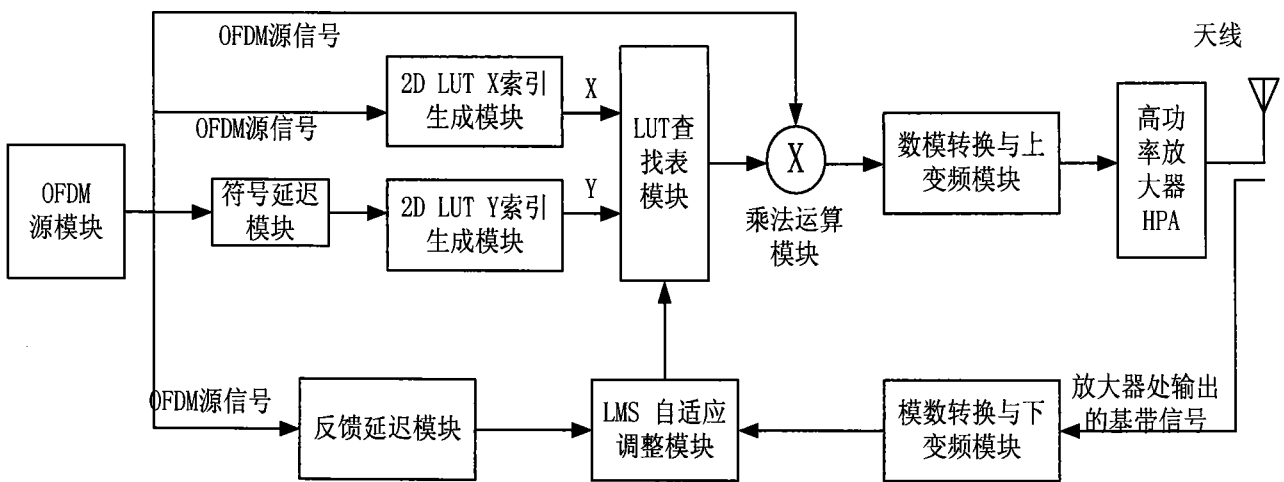 OFDM源信号
天线
2D LUT X索引
生成模块
X
OFDM源信号
LUT查
找表
模块
X
数模转换与上
变频模块
高功
率放
大器
HPA
OFDM
源模块
符号延迟
模块
2D LUT Y索引
生成模块
Y
乘法运算
模块
OFDM源信号
反馈延迟模块
LMS 自适应
调整模块
模数转换与下
变频模块
放大器处输出
的基带信号